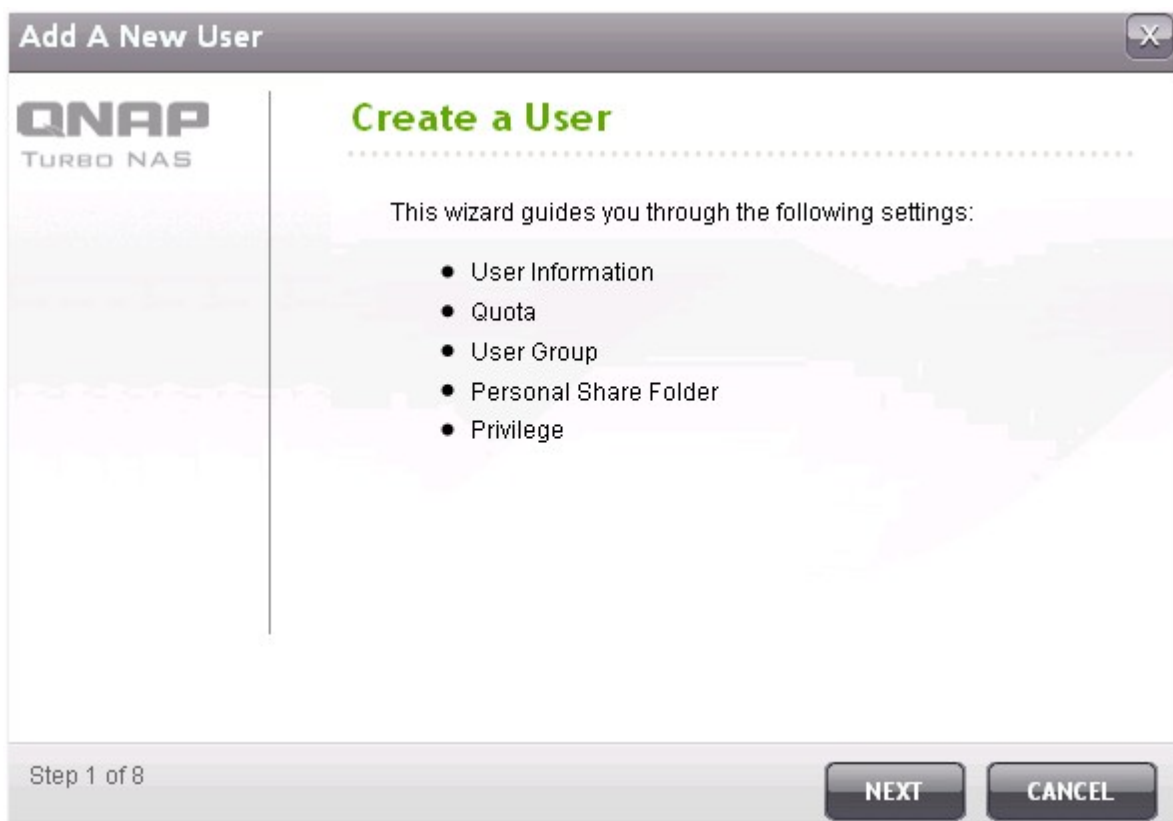 Add A New User
X
QNAP
TURBO NAS
Create a User
This wizard guides you through the following settings:
● User Information
● Quota
● User Group
● Personal Share Folder
● Privilege
Step 1 of 8
NEXT
CANCEL